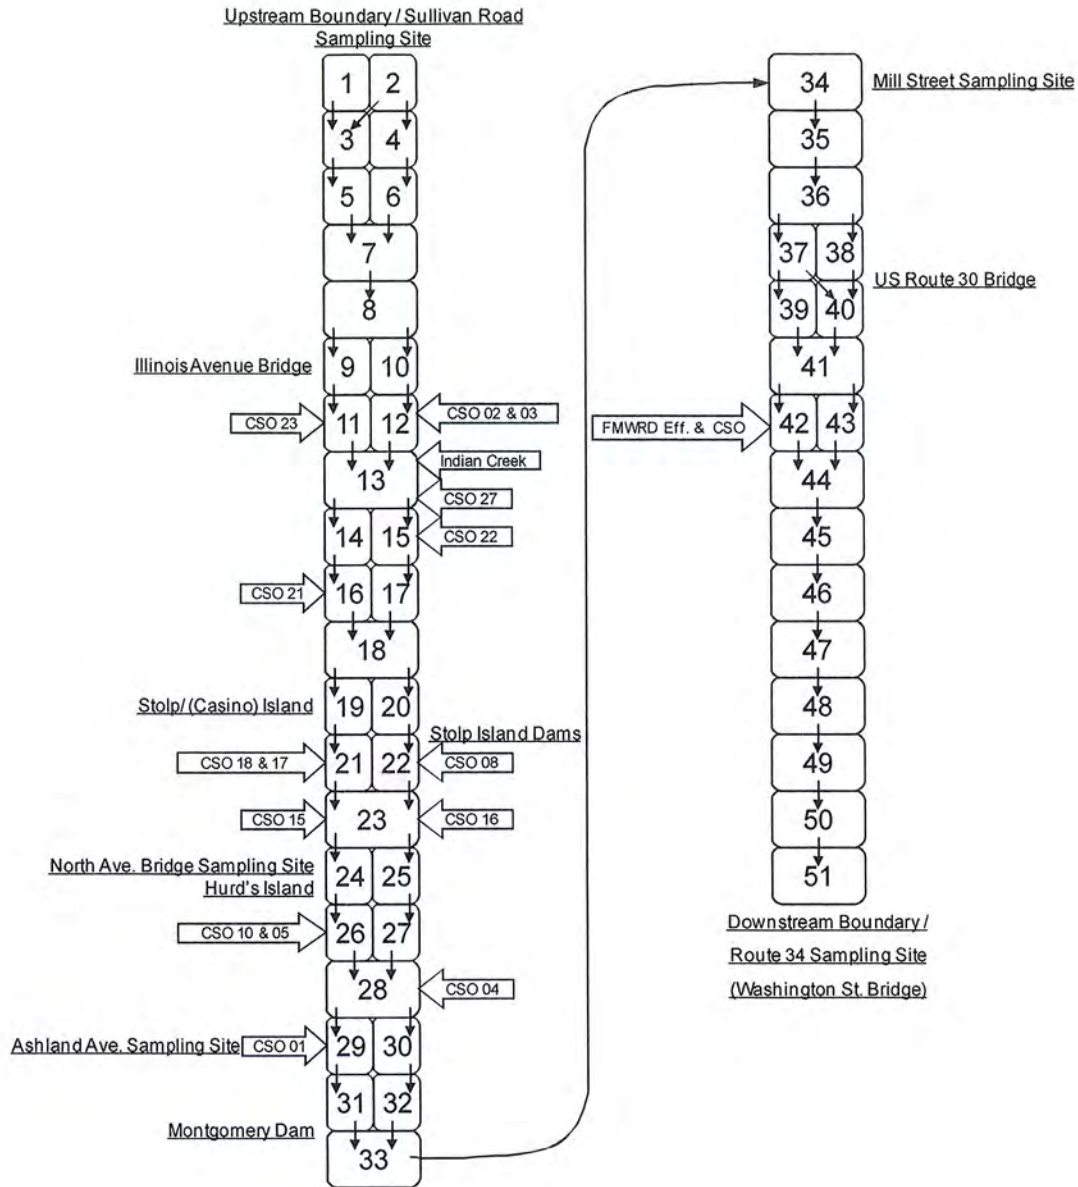 Upstream Boundary / Sullivan Road
Sampling Site
1 2
3 4
5 6
7
8
Illinois Avenue Bridge 9 10
CSO 23 11 12 CSO 02 & 03
Indian Creek
13
CSO 27
14 15 CSO 22
CSO 21 16 17
18
Stolp/ (Casino) Island 19 20
Stolp Island Dams
CSO 18 & 17 21 22 CSO 08
CSO 15 23 CSO 16
North Ave. Bridge Sampling Site
Hurd's Island
24 25
CSO 10 & 05 26 27
28 CSO 04
Ashland Ave. Sampling Site CSO 01 29 30
31 32
Montgomery Dam
33
34 Mill Street Sampling Site
35
36
37 38
US Route 30 Bridge
39 40
41
FMWRD Eff. & CSO 42 43
44
45
46
47
48
49
50
51
Downstream Boundary /
Route 34 Sampling Site
(Washington St. Bridge)